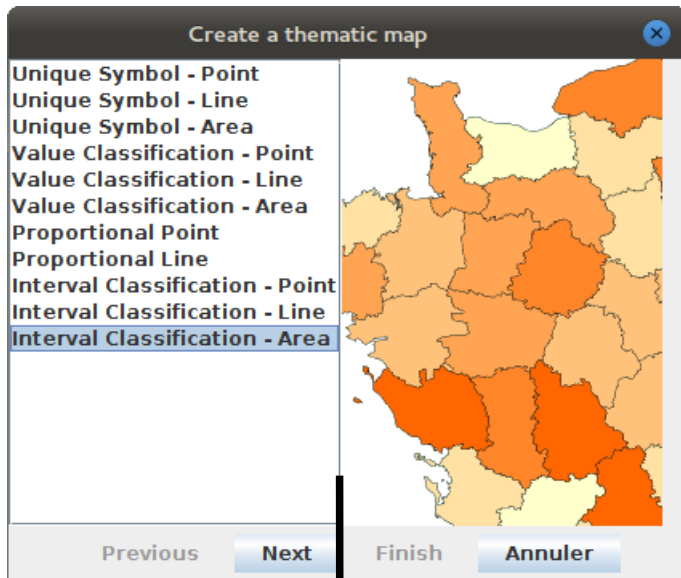 Create a thematic map
Unique Symbol - Point
Unique Symbol - Line
Unique Symbol - Area
Value Classification - Point
Value Classification - Line
Value Classification - Area
Proportional Point
Proportional Line
Interval Classification - Point
Interval Classification - Line
Interval Classification - Area
Previous Next Finish Annuler